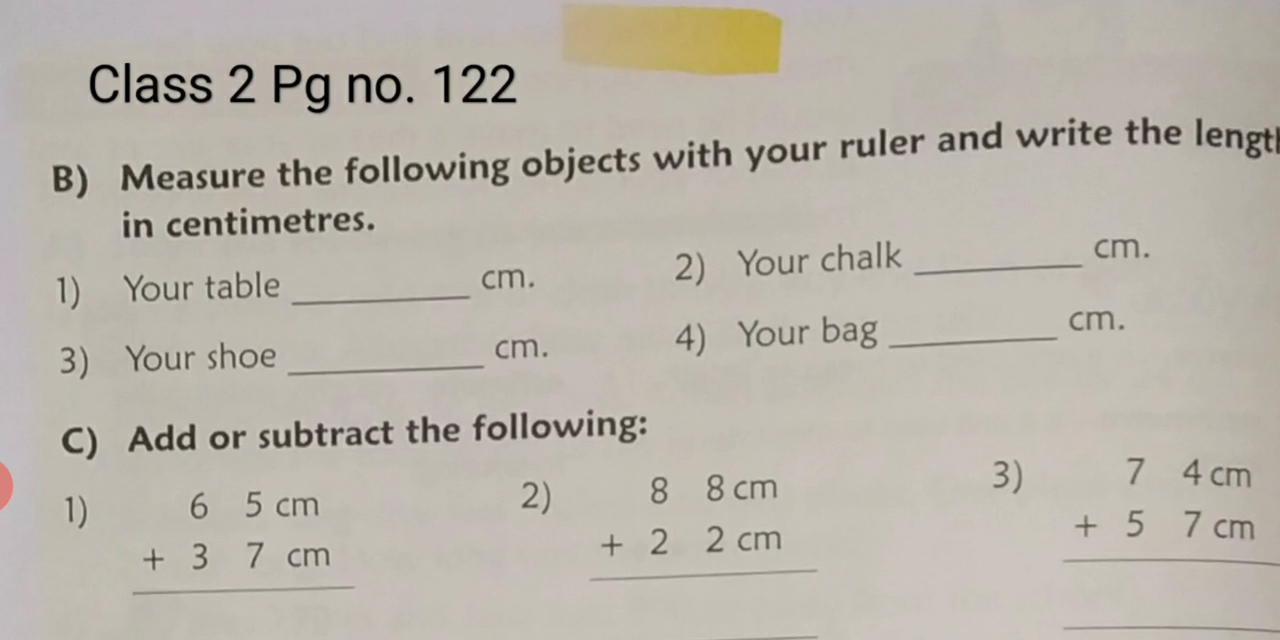 Class 2 Pg no. 122
B) Measure the following objects with your ruler and write the lengt
in centimetres.
1) Your table ________ cm. 2) Your chalk ________ cm.
3) Your shoe ________ cm. 4) Your bag ________ cm.
C) Add or subtract the following:
1) 6 5 cm 2) 8 8 cm 3) 7 4 cm
+ 3 7 cm + 2 2 cm + 5 7 cm